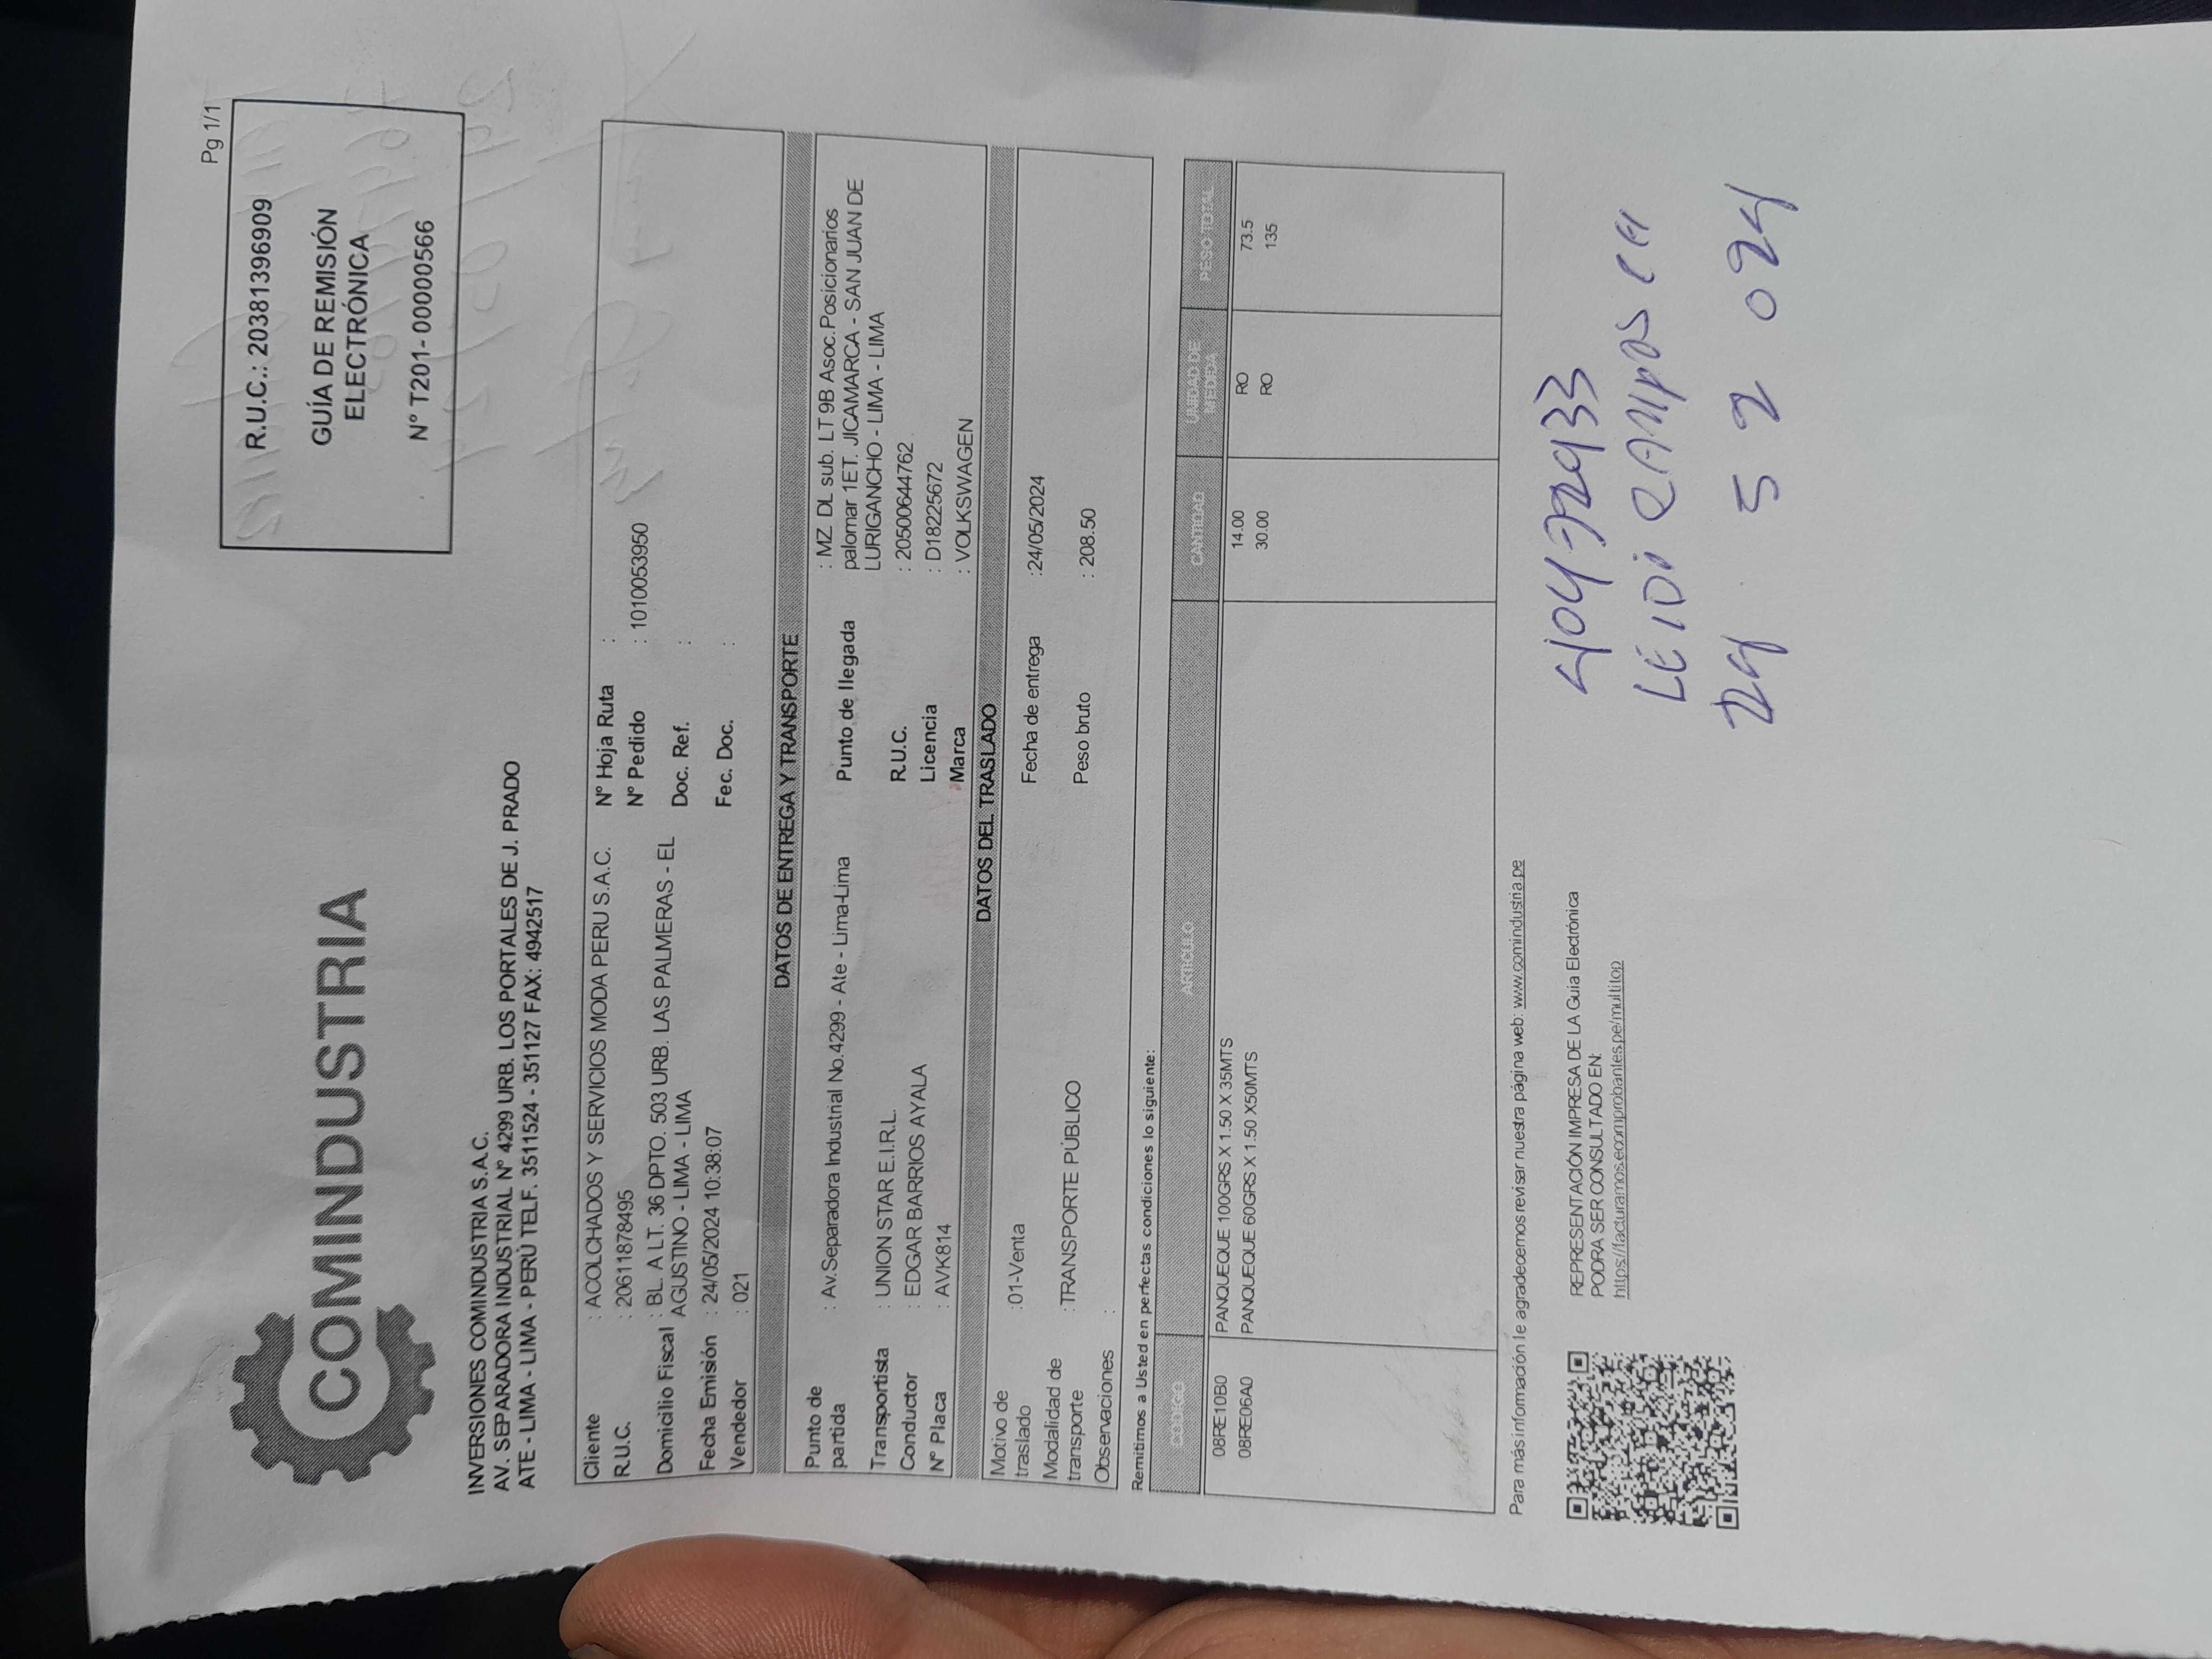 Pg 1/1
COMINDUSTRIA
R.U.C.: 20381396909
GUÍA DE REMISIÓN
ELECTRÓNICA
N° T201- 00000566
INVERSIONES COMINDUSTRIA S.A.C.
AV. SEPARADORA INDUSTRIAL Nº 4299 URB. LOS PORTALES DE J. PRADO
ATE - LIMA - LIMA - PERÚ TELF. 3511524 - 351127 FAX: 4942517
Cliente : ACOLCHADOS Y SERVICIOS MODA PERU S.A.C.
R.U.C. : 20611878495
Domicilio Fiscal : BL. A LT. 36 DPTO. 503 URB. LAS PALMERAS - EL
AGUSTINO - LIMA - LIMA
Fecha Emisión : 24/05/2024 10:38:07
Vendedor : 021
N° Hoja Ruta :
N° Pedido : 1010053950
Doc. Ref. :
Fec. Doc. :
DATOS DE ENTREGA Y TRANSPORTE
Punto de
partida : Av.Separadora Industrial No.4299 - Ate - Lima-Lima
Transportista : UNION STAR E.I.R.L.
Conductor : EDGAR BARRIOS AYALA
N° Placa : AVK814
Punto de llegada : MZ. DL sub. LT 9B Asoc.Posicionarios
palomar 1ET. JICAMARCA - SAN JUAN DE
LURIGANCHO - LIMA - LIMA
R.U.C. : 20500644762
Licencia : D18225672
Marca : VOLKSWAGEN
DATOS DEL TRASLADO
Motivo de
traslado :01-Venta
Modalidad de
transporte :TRANSPORTE PÚBLICO
Observaciones :
Fecha de entrega :24/05/2024
Peso bruto : 208.50
Remitimos a Usted en perfectas condiciones lo siguiente:
CODIGO ARTICULO CANTIDAD UNIDAD DE MEDIDA PESO TOTAL
08RE10B0 PANQUEQUE 100GRS X 1.50 X 35MTS 14.00 RO 73.5
08RE06A0 PANQUEQUE 60GRS X 1.50 X50MTS 30.00 RO 135
Para más información le agradecemos revisar nuestra página web: www.comindustria.pe
REPRESENTACIÓN IMPRESA DE LA Guia Electrónica
PODRA SER CONSULTADO EN:
https://facturamos.ecomprobantes.pe/multitop
LEIDI CAMPOS
24 5 2024